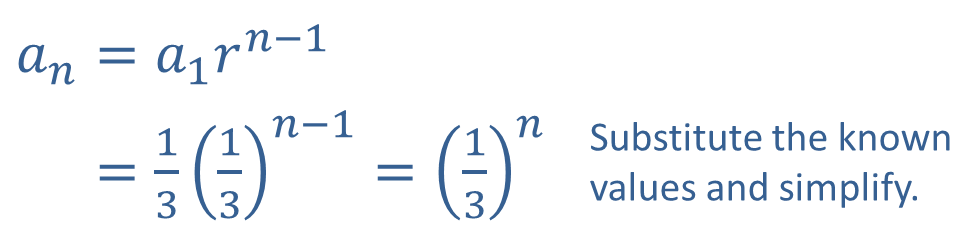 aₙ = a₁rⁿ⁻¹
= 1/3 (1/3)ⁿ⁻¹ = (1/3)ⁿ
Substitute the known
values and simplify.